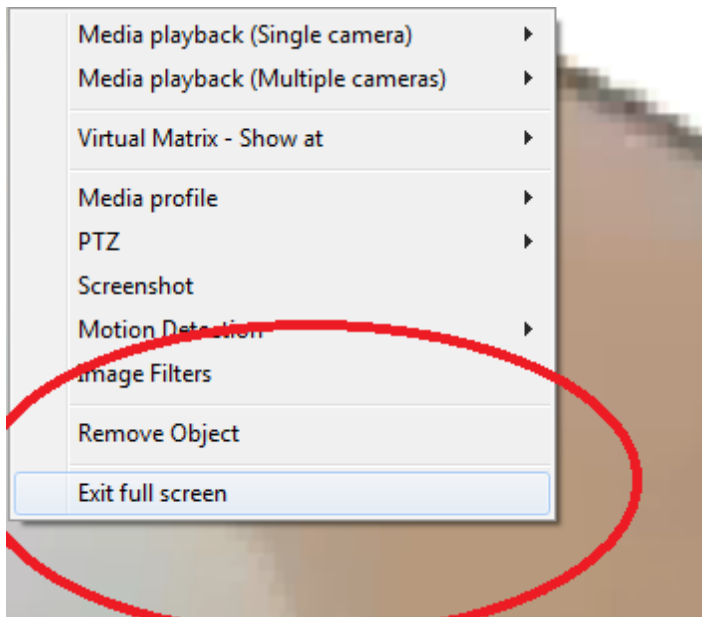 Media playback (Single camera)
Media playback (Multiple cameras)
Virtual Matrix - Show at
Media profile
PTZ
Screenshot
Motion Detection
Image Filters
Remove Object
Exit full screen